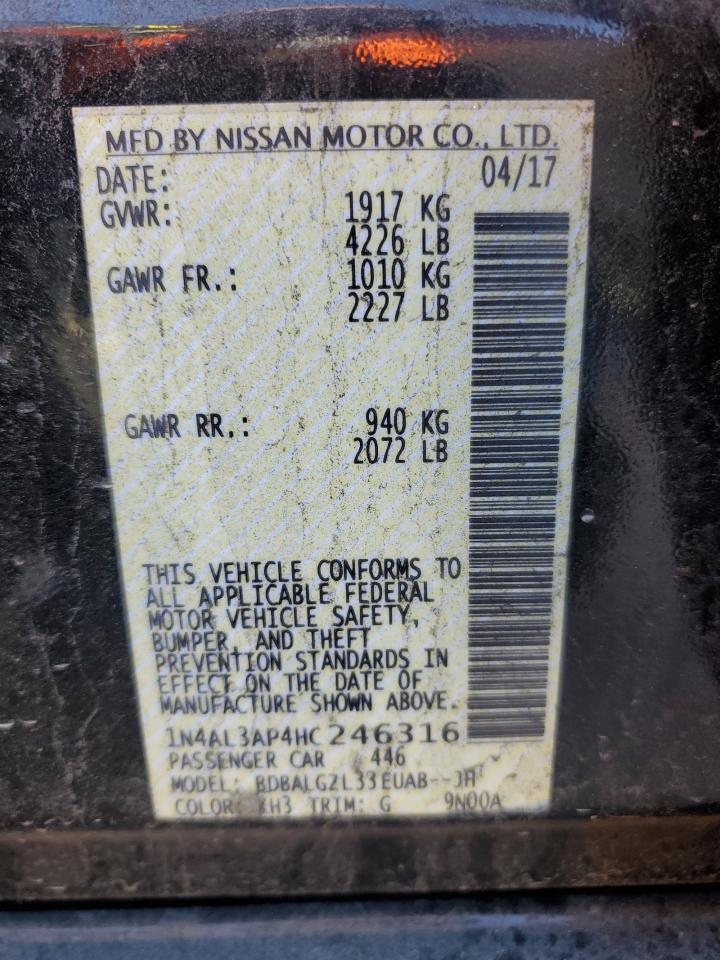 MFD BY NISSAN MOTOR CO., LTD.
DATE: 04/17
GVWR: 1917 KG
4226 LB
GAWR FR.: 1010 KG
2227 LB
GAWR RR.: 940 KG
2072 LB
THIS VEHICLE CONFORMS TO
ALL APPLICABLE FEDERAL
MOTOR VEHICLE SAFETY,
BUMPER, AND THEFT
PREVENTION STANDARDS IN
EFFECT ON THE DATE OF
MANUFACTURE SHOWN ABOVE.
1N4AL3AP4HC246316
PASSENGER CAR 446
MODEL: BDBALGZL33EUAB--JH
COLOR: KH3 TRIM: G 9N00A